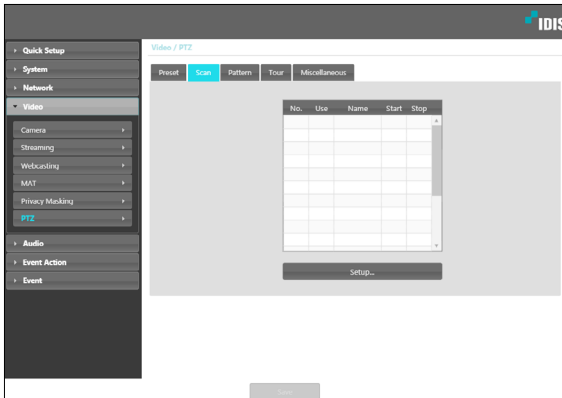 IDIS
Quick Setup
System
Network
Video
Camera
Streaming
Webcasting
MAT
Privacy Masking
PTZ
Audio
Event Action
Event
Video / PTZ
Preset Scan Pattern Tour Miscellaneous
No. Use Name Start Stop
Setup...
Save